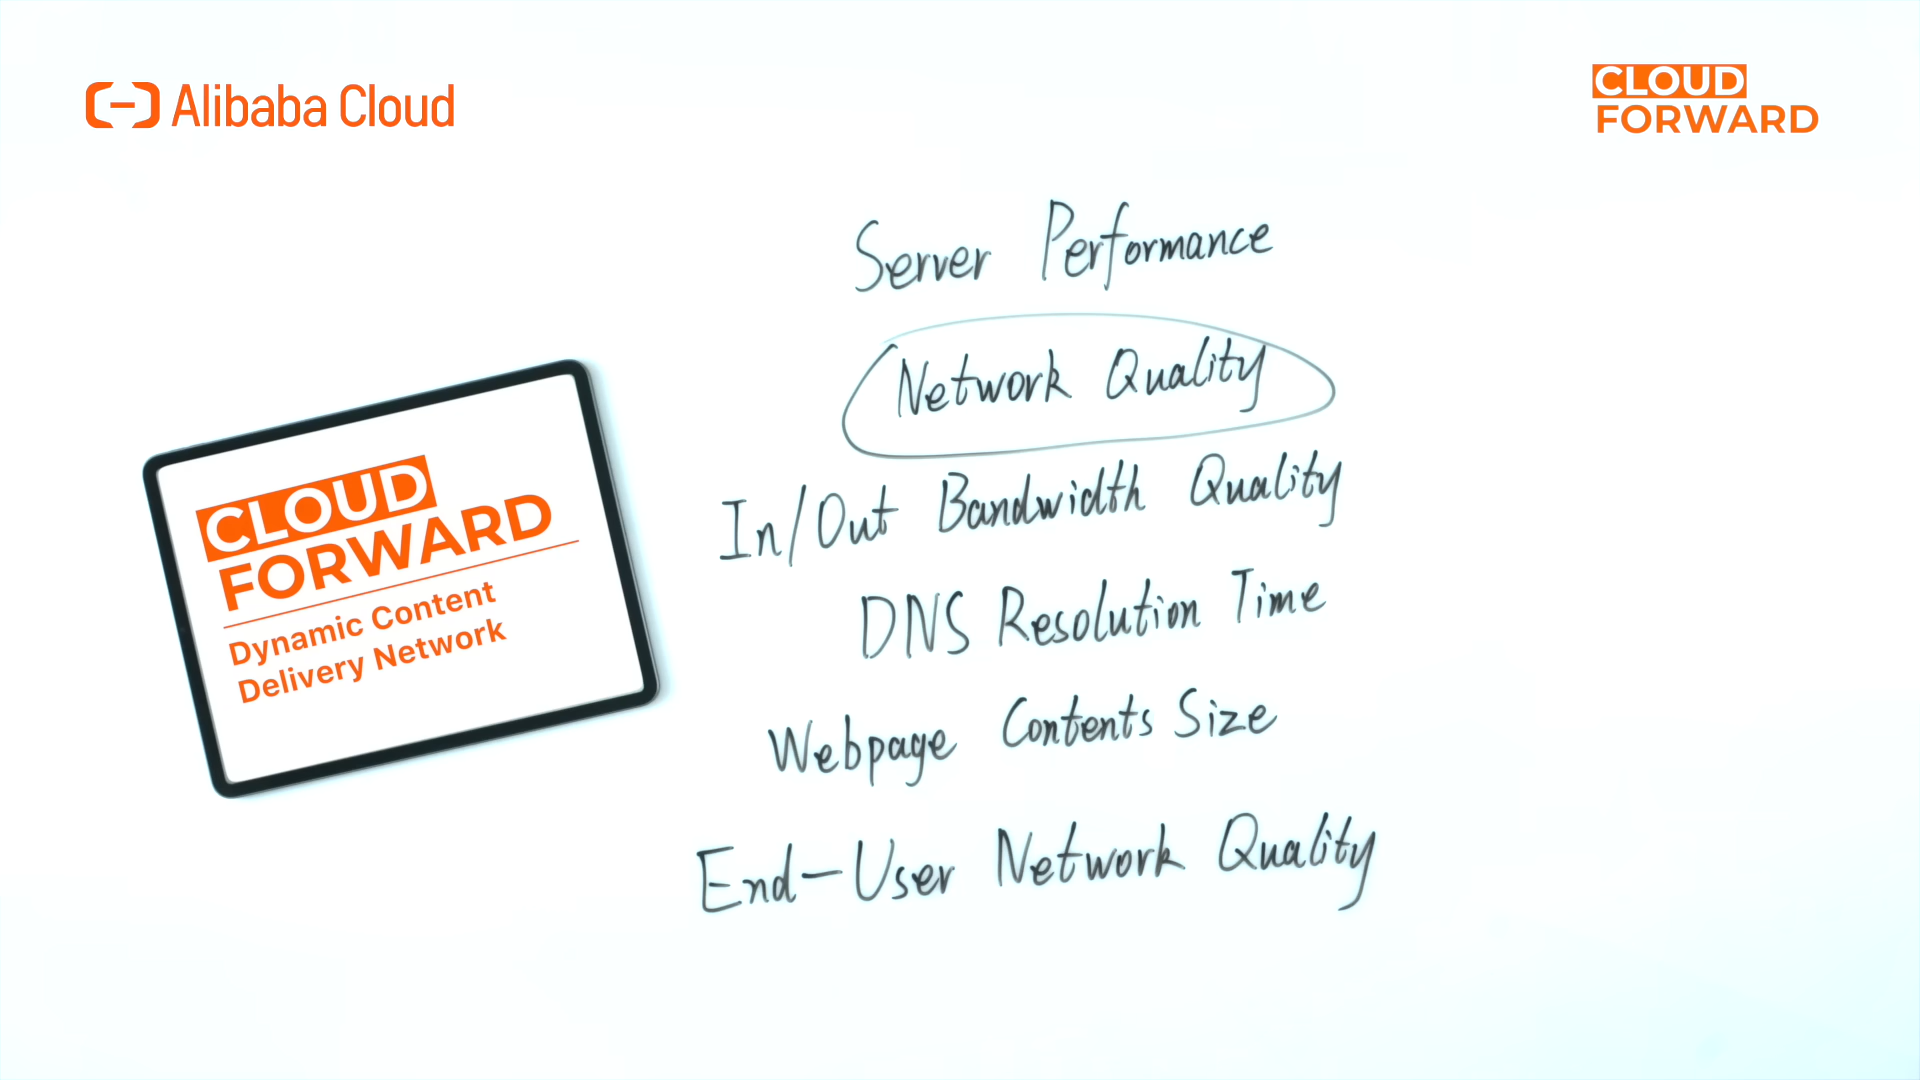 Alibaba Cloud
CLOUD
FORWARD
CLOUD
FORWARD
Dynamic Content
Delivery Network
Server Performance
Network Quality
In/Out Bandwidth Quality
DNS Resolution Time
Webpage Contents Size
End-User Network Quality